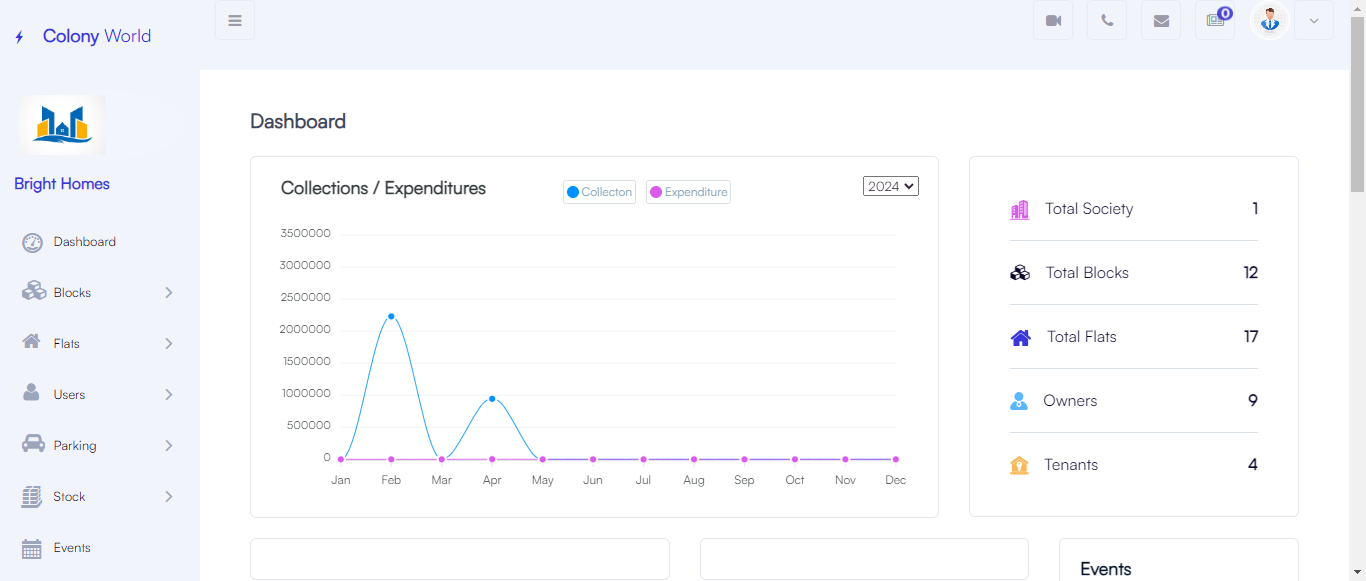 Colony World
0
Bright Homes
Dashboard
Blocks
Flats
Users
Parking
Stock
Events
Dashboard
Collections / Expenditures
Collecton
Expenditure
2024
3500000
3000000
2500000
2000000
1500000
1000000
500000
0
Jan Feb Mar Apr May Jun Jul Aug Sep Oct Nov Dec
Total Society 1
Total Blocks 12
Total Flats 17
Owners 9
Tenants 4
Events